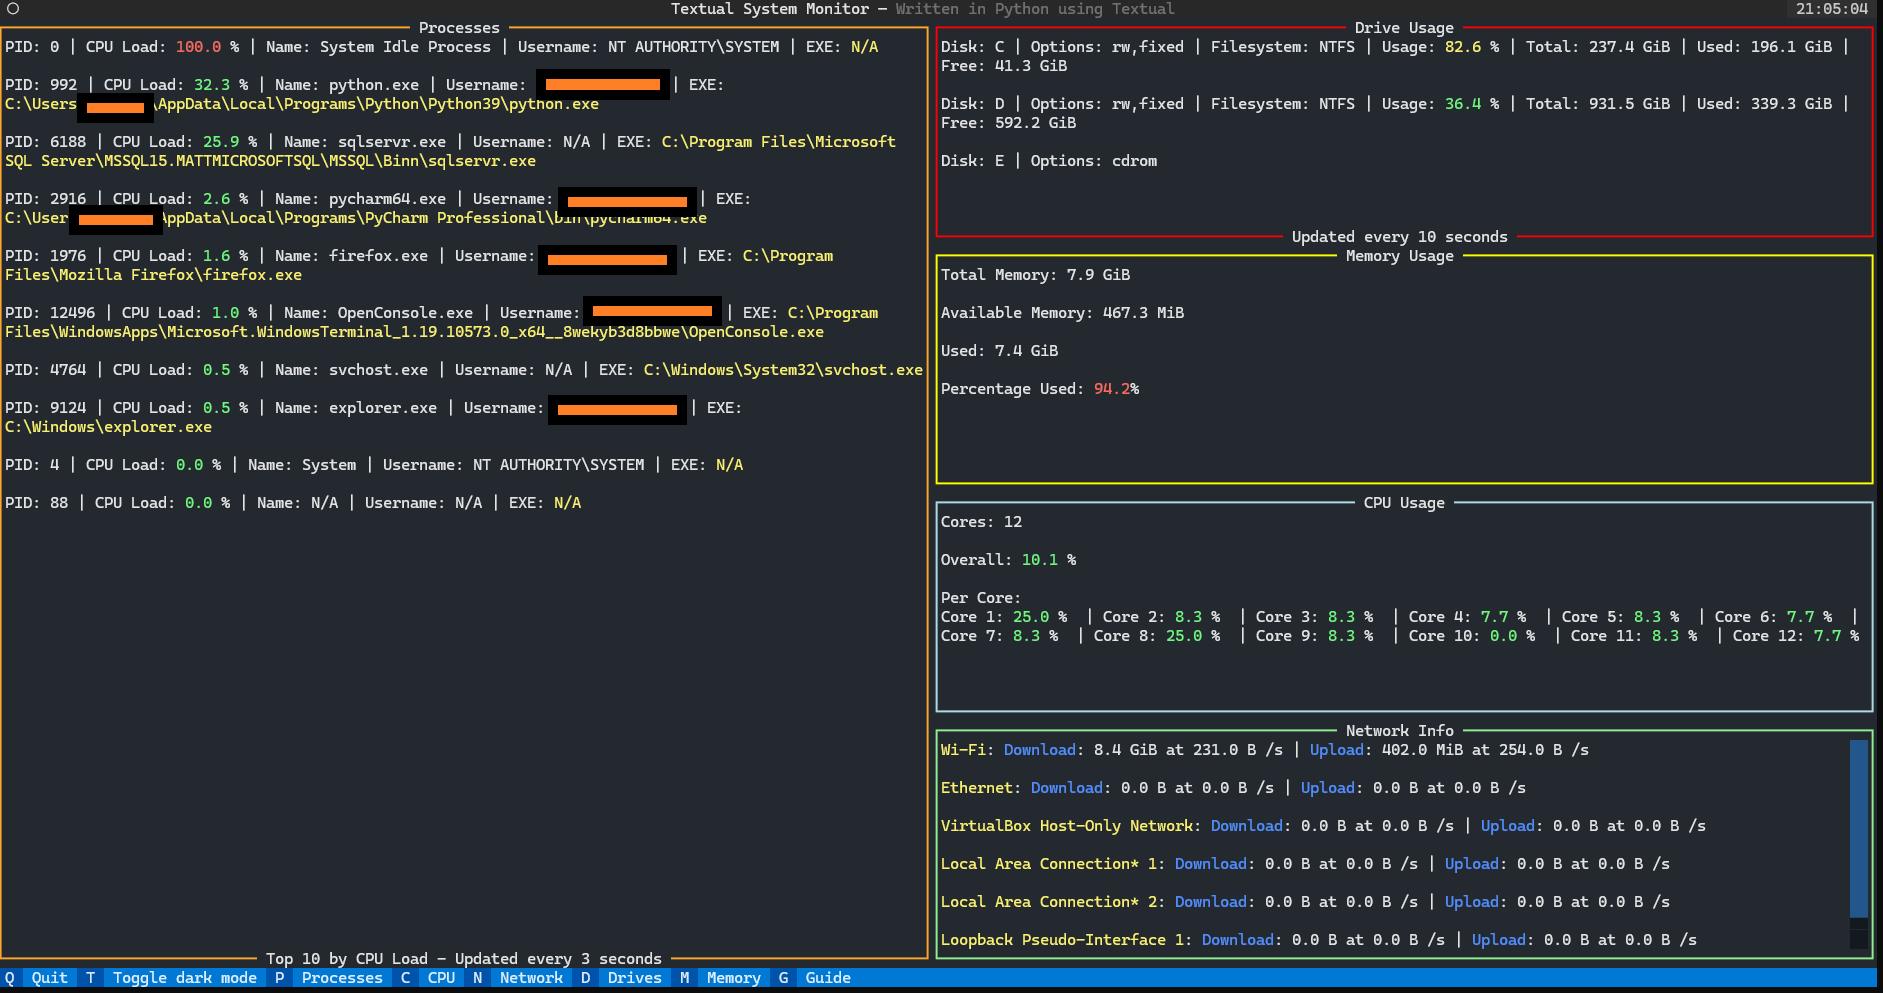 Textual System Monitor — Written in Python using Textual
21:05:04
Processes
PID: 0 | CPU Load: 100.0 % | Name: System Idle Process | Username: NT AUTHORITY\SYSTEM | EXE: N/A
PID: 992 | CPU Load: 32.3 % | Name: python.exe | Username: | EXE:
C:\Users \AppData\Local\Programs\Python\Python39\python.exe
PID: 6188 | CPU Load: 25.9 % | Name: sqlservr.exe | Username: N/A | EXE: C:\Program Files\Microsoft
SQL Server\MSSQL15.MATTMICROSOFTSQL\MSSQL\Binn\sqlservr.exe
PID: 2916 | CPU Load: 2.6 % | Name: pycharm64.exe | Username: | EXE:
C:\User AppData\Local\Programs\PyCharm Professional\bin\pycharm64.exe
PID: 1976 | CPU Load: 1.6 % | Name: firefox.exe | Username: | EXE: C:\Program
Files\Mozilla Firefox\firefox.exe
PID: 12496 | CPU Load: 1.0 % | Name: OpenConsole.exe | Username: | EXE: C:\Program
Files\WindowsApps\Microsoft.WindowsTerminal_1.19.10573.0_x64__8wekyb3d8bbwe\OpenConsole.exe
PID: 4764 | CPU Load: 0.5 % | Name: svchost.exe | Username: N/A | EXE: C:\Windows\System32\svchost.exe
PID: 9124 | CPU Load: 0.5 % | Name: explorer.exe | Username: | EXE:
C:\Windows\explorer.exe
PID: 4 | CPU Load: 0.0 % | Name: System | Username: NT AUTHORITY\SYSTEM | EXE: N/A
PID: 88 | CPU Load: 0.0 % | Name: N/A | Username: N/A | EXE: N/A
Top 10 by CPU Load — Updated every 3 seconds
Drive Usage
Disk: C | Options: rw,fixed | Filesystem: NTFS | Usage: 82.6 % | Total: 237.4 GiB | Used: 196.1 GiB |
Free: 41.3 GiB
Disk: D | Options: rw,fixed | Filesystem: NTFS | Usage: 36.4 % | Total: 931.5 GiB | Used: 339.3 GiB |
Free: 592.2 GiB
Disk: E | Options: cdrom
Updated every 10 seconds
Memory Usage
Total Memory: 7.9 GiB
Available Memory: 467.3 MiB
Used: 7.4 GiB
Percentage Used: 94.2%
CPU Usage
Cores: 12
Overall: 10.1 %
Per Core:
Core 1: 25.0 % | Core 2: 8.3 % | Core 3: 8.3 % | Core 4: 7.7 % | Core 5: 8.3 % | Core 6: 7.7 % |
Core 7: 8.3 % | Core 8: 25.0 % | Core 9: 8.3 % | Core 10: 0.0 % | Core 11: 8.3 % | Core 12: 7.7 %
Network Info
Wi-Fi: Download: 8.4 GiB at 231.0 B /s | Upload: 402.0 MiB at 254.0 B /s
Ethernet: Download: 0.0 B at 0.0 B /s | Upload: 0.0 B at 0.0 B /s
VirtualBox Host-Only Network: Download: 0.0 B at 0.0 B /s | Upload: 0.0 B at 0.0 B /s
Local Area Connection* 1: Download: 0.0 B at 0.0 B /s | Upload: 0.0 B at 0.0 B /s
Local Area Connection* 2: Download: 0.0 B at 0.0 B /s | Upload: 0.0 B at 0.0 B /s
Loopback Pseudo-Interface 1: Download: 0.0 B at 0.0 B /s | Upload: 0.0 B at 0.0 B /s
Q Quit T Toggle dark mode P Processes C CPU N Network D Drives M Memory G Guide